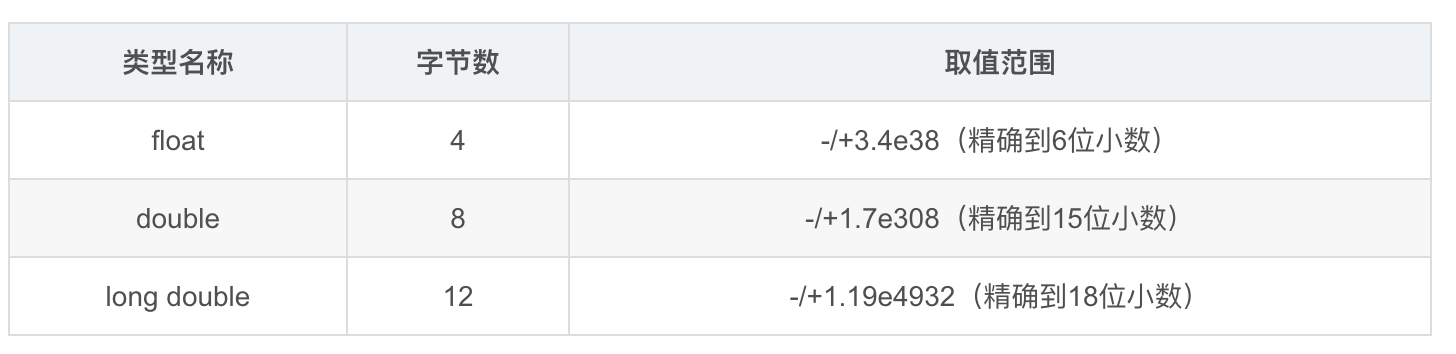 类型名称 字节数 取值范围
float 4 -/+3.4e38（精确到6位小数）
double 8 -/+1.7e308（精确到15位小数）
long double 12 -/+1.19e4932（精确到18位小数）